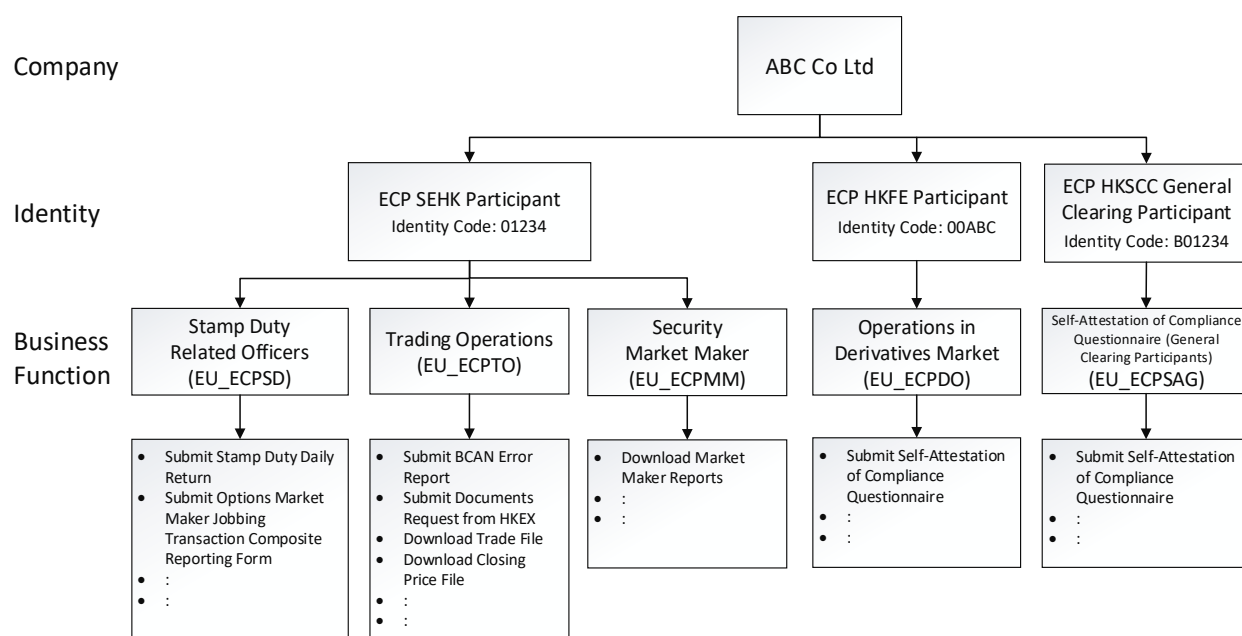 Company
ABC Co Ltd
Identity
ECP SEHK Participant
Identity Code: 01234
ECP HKFE Participant
Identity Code: 00ABC
ECP HKSCC General
Clearing Participant
Identity Code: B01234
Business
Function
Stamp Duty
Related Officers
(EU_ECPSD)
Trading Operations
(EU_ECPTO)
Security
Market Maker
(EU_ECPMM)
Operations in
Derivatives Market
(EU_ECPDO)
Self-Attestation of Compliance
Questionnaire (General
Clearing Participants)
(EU_ECPSAG)
• Submit Stamp Duty Daily
Return
• Submit Options Market
Maker Jobbing
Transaction Composite
Reporting Form
• :
• :
• Submit BCAN Error
Report
• Submit Documents
Request from HKEX
• Download Trade File
• Download Closing
Price File
• :
• :
• Download Market
Maker Reports
• :
• :
• Submit Self-Attestation
of Compliance
Questionnaire
• :
• :
• Submit Self-Attestation
of Compliance
Questionnaire
• :
• :